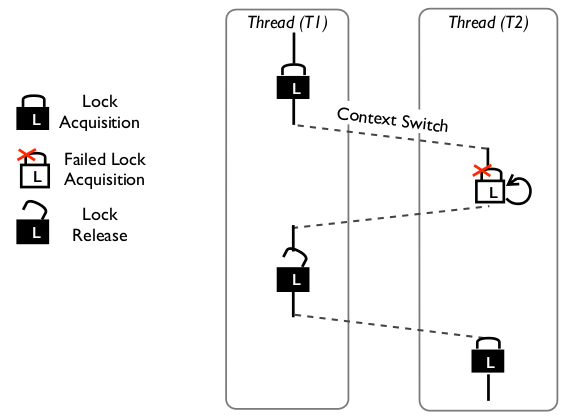 Thread (T1)
Thread (T2)
L
Context Switch
L
Lock
Acquisition
L
Failed Lock
Acquisition
L
L
Lock
Release
L
L
L